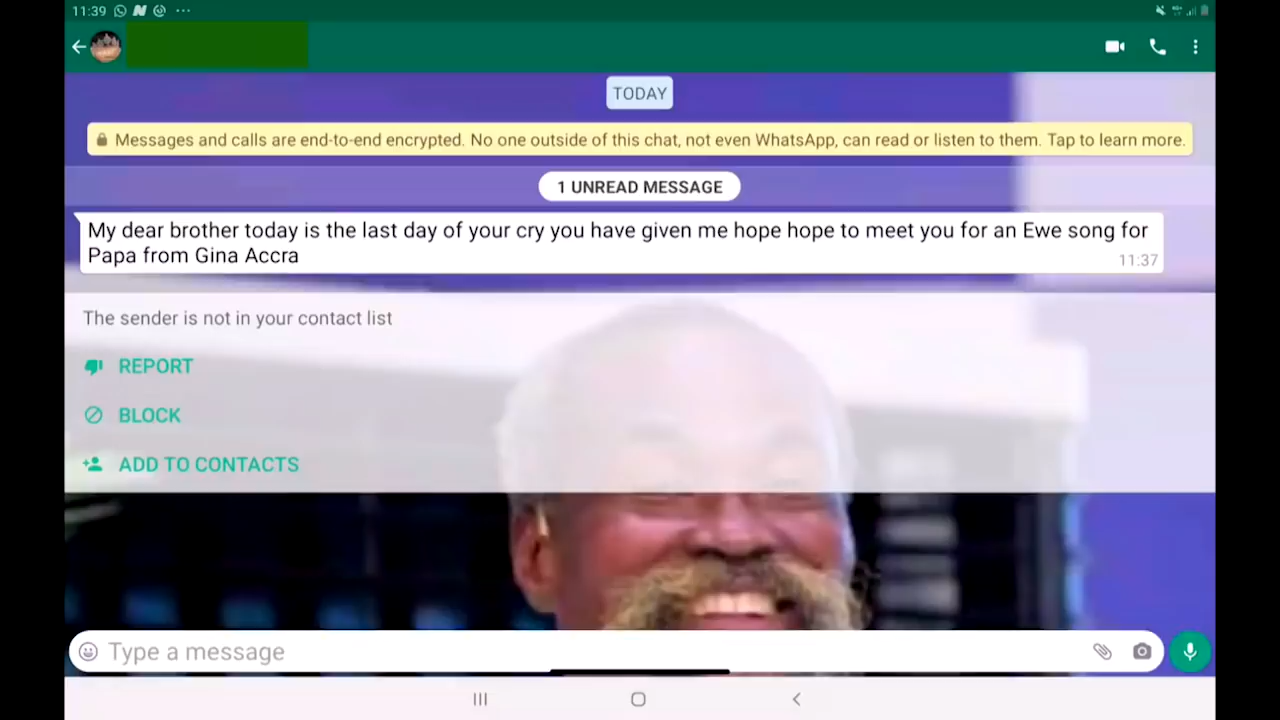 11:39
TODAY
Messages and calls are end-to-end encrypted. No one outside of this chat, not even WhatsApp, can read or listen to them. Tap to learn more.
1 UNREAD MESSAGE
My dear brother today is the last day of your cry you have given me hope hope to meet you for an Ewe song for
Papa from Gina Accra
11:37
The sender is not in your contact list
REPORT
BLOCK
ADD TO CONTACTS
Type a message